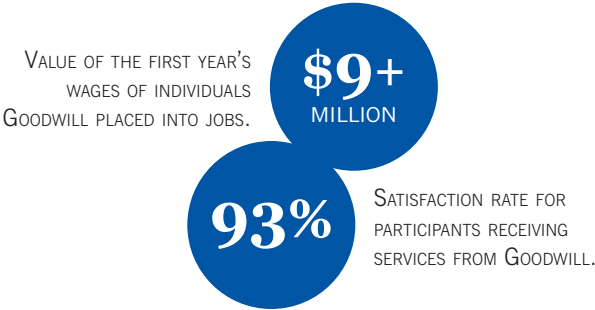 Value of the first year's
wages of individuals
Goodwill placed into jobs.
$9+
MILLION
93%
Satisfaction rate for
participants receiving
services from Goodwill.